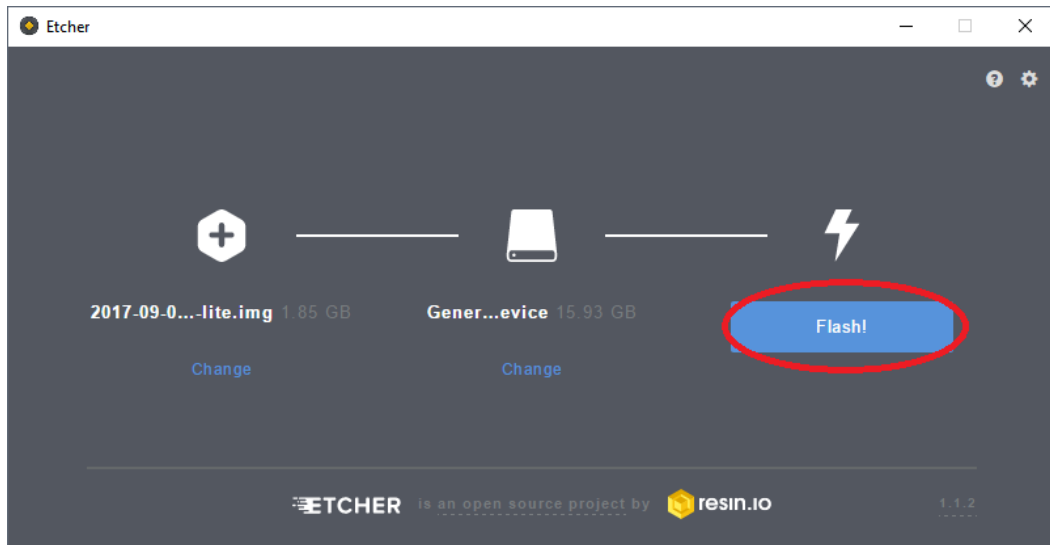 Etcher
2017-09-0...-lite.img 1.85 GB
Gener...evice 15.93 GB
Flash!
Change
Change
ETCHER is an open source project by resin.io 1.1.2